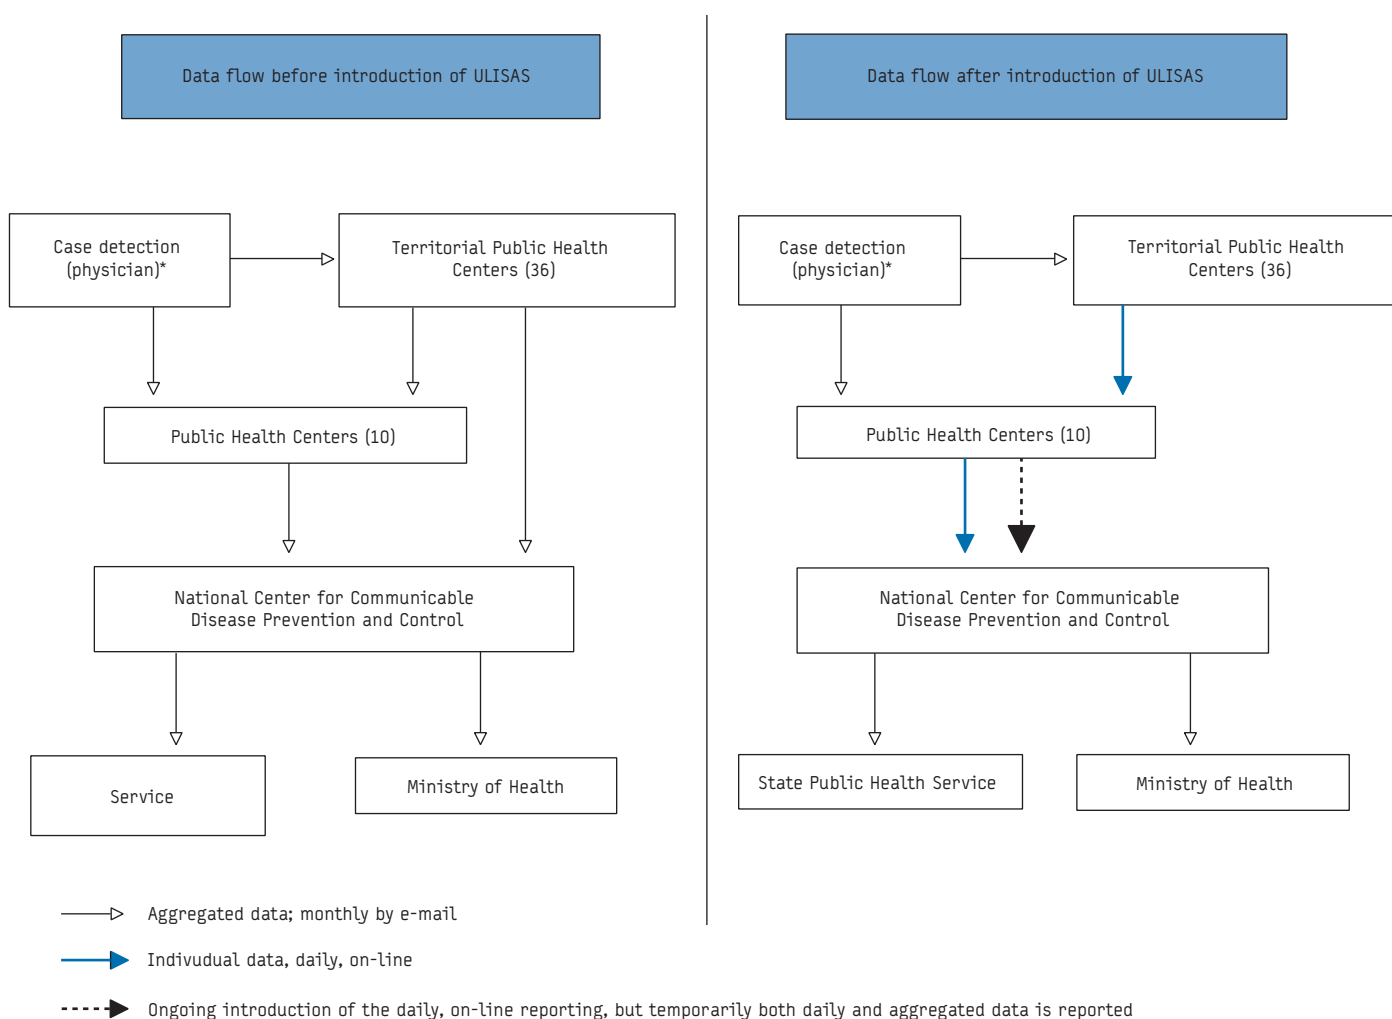 Data flow before introduction of ULISAS
Case detection
(physician)*
Territorial Public Health
Centers (36)
Public Health Centers (10)
National Center for Communicable
Disease Prevention and Control
Service
Ministry of Health
Data flow after introduction of ULISAS
Case detection
(physician)*
Territorial Public Health
Centers (36)
Public Health Centers (10)
National Center for Communicable
Disease Prevention and Control
State Public Health Service
Ministry of Health
Aggregated data; monthly by e-mail
Indivudual data, daily, on-line
Ongoing introduction of the daily, on-line reporting, but temporarily both daily and aggregated data is reported